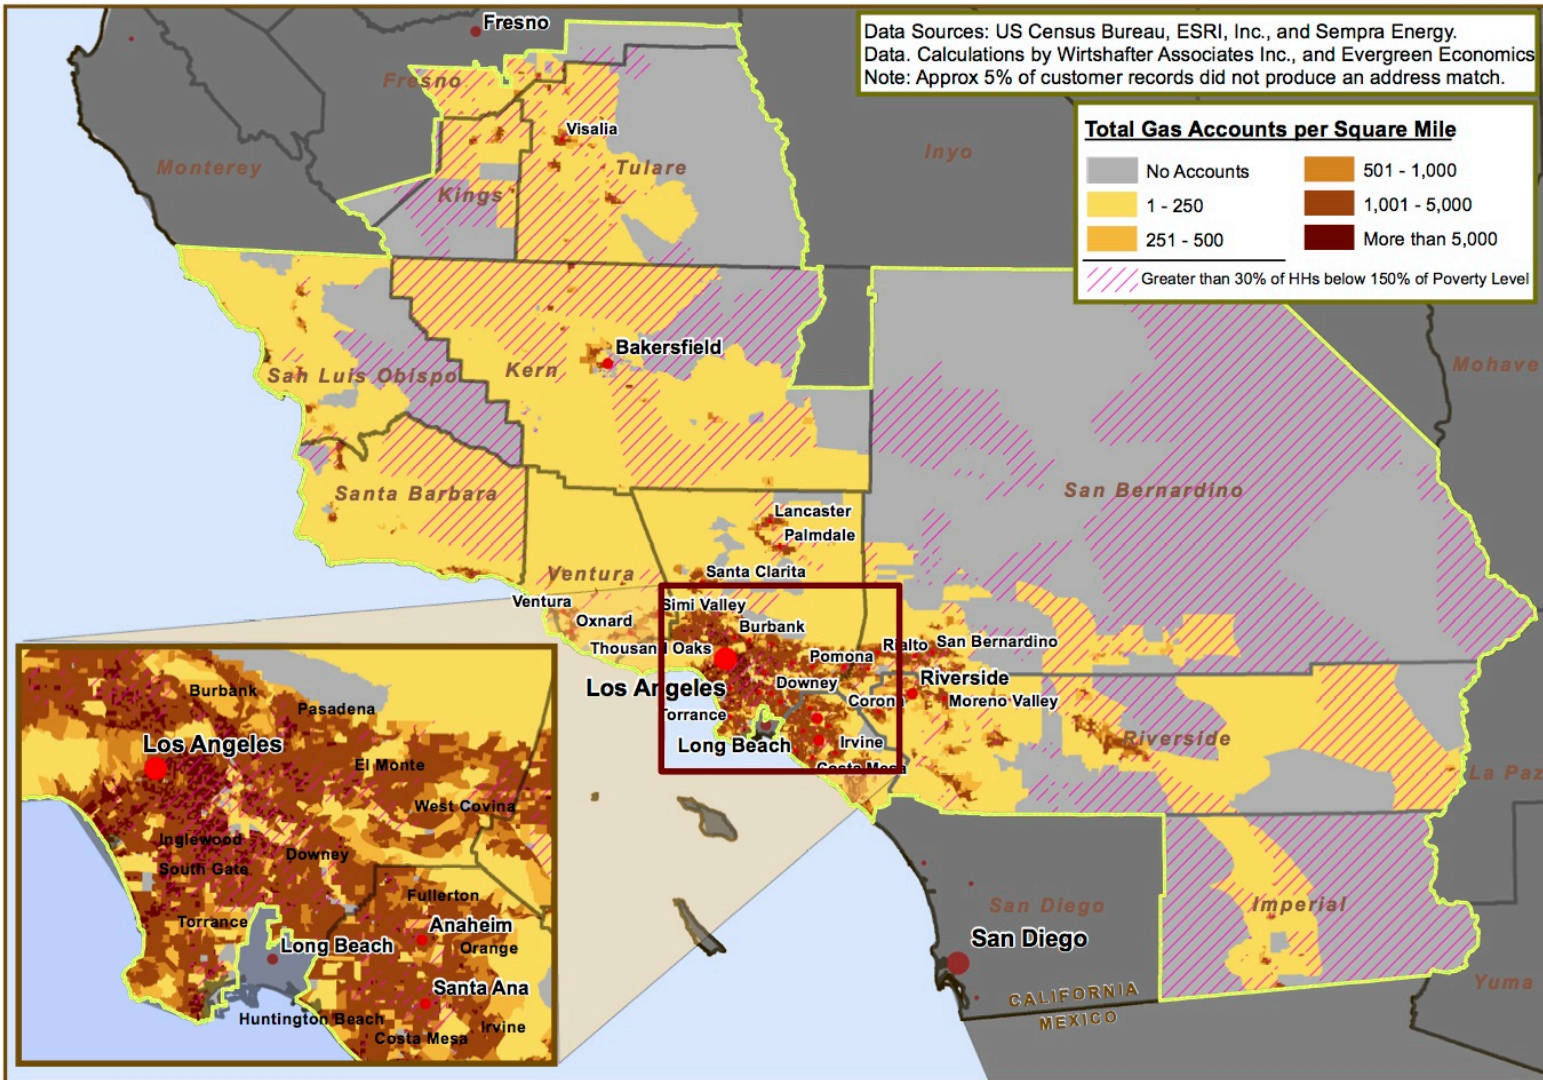 Data Sources: US Census Bureau, ESRI, Inc., and Sempra Energy.
Data. Calculations by Wirtshafter Associates Inc., and Evergreen Economics
Note: Approx 5% of customer records did not produce an address match.
Total Gas Accounts per Square Mile
No Accounts
1 - 250
251 - 500
501 - 1,000
1,001 - 5,000
More than 5,000
Greater than 30% of HHs below 150% of Poverty Level
Fresno
Fresno
Monterey
Visalia
Tulare
Kings
Inyo
Mohave
Bakersfield
Kern
San Luis Obispo
Santa Barbara
San Bernardino
Lancaster
Palmdale
Santa Clarita
Ventura
Ventura
Simi Valley
Oxnard
Burbank
Thousand Oaks
Rialto
San Bernardino
Pomona
Los Angeles
Downey
Riverside
Corona
Moreno Valley
Torrance
Long Beach
Irvine
Costa Mesa
Riverside
La Paz
San Diego
San Diego
Imperial
Yuma
CALIFORNIA
MEXICO
Burbank
Pasadena
Los Angeles
El Monte
West Covina
Inglewood
South Gate
Downey
Fullerton
Torrance
Anaheim
Long Beach
Orange
Santa Ana
Huntington Beach
Irvine
Costa Mesa